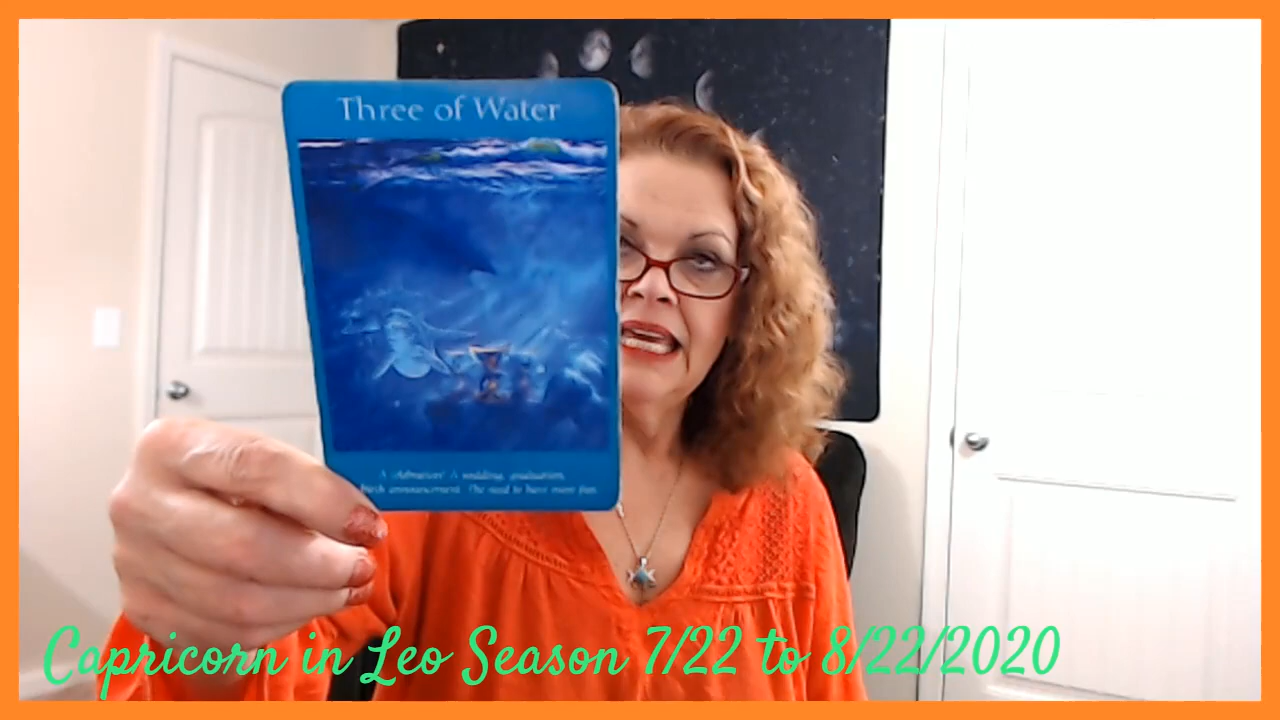 Three of Water
A celebration! A wedding, graduation,
birth announcement. The need to have more fun.
Capricorn in Leo Season 7/22 to 8/22/2020